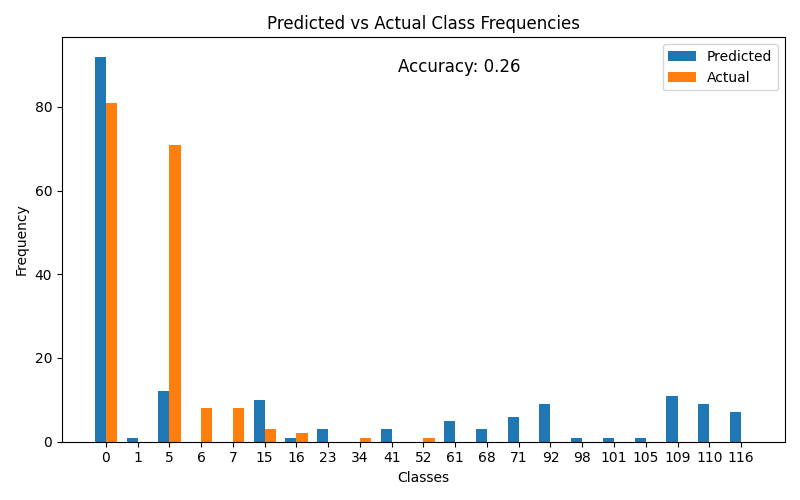 Predicted vs Actual Class Frequencies
Accuracy: 0.26
Predicted
Actual
Frequency
80
60
40
20
0
0 1 5 6 7 15 16 23 34 41 52 61 68 71 92 98 101 105 109 110 116
Classes